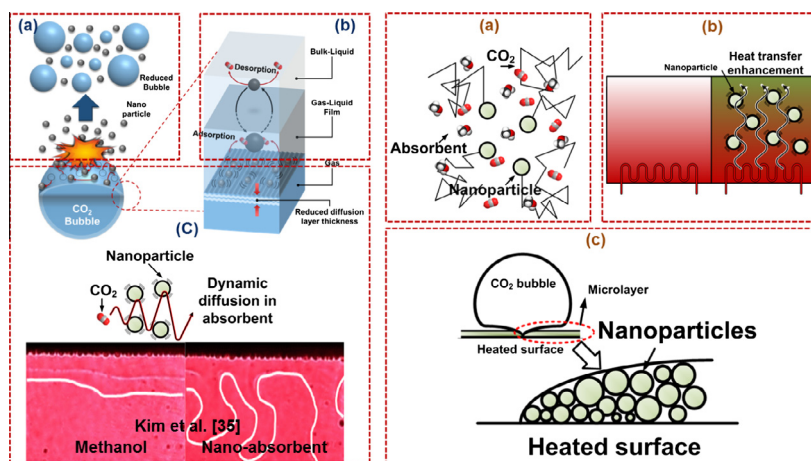 (a)
Reduced
Bubble
Nano
particle
CO2
Bubble
(b)
Desorption
Bulk-Liquid
Gas-Liquid
Film
Adsorption
Gas
Reduced diffusion
layer thickness
(C)
Nanoparticle
CO2
Dynamic
diffusion in
absorbent
Kim et al. [35]
Methanol
Nano-absorbent
(a)
CO2
Absorbent
Nanoparticle
(b)
Heat transfer
enhancement
Nanoparticle
(c)
CO2 bubble
Microlayer
Heated surface
Nanoparticles
Heated surface